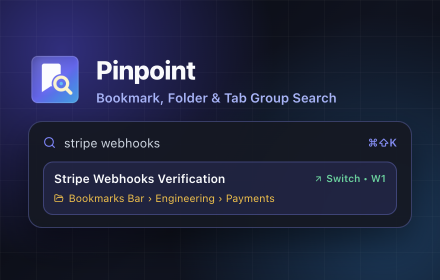 Pinpoint
Bookmark, Folder & Tab Group Search
stripe webhooks ⌘⇧K
Stripe Webhooks Verification ↗ Switch • W1
Bookmarks Bar › Engineering › Payments